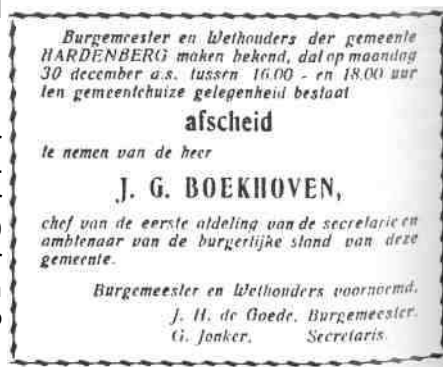 Burgemeester en Wethouders der gemeente
HARDENBERG maken bekend, dat op maandag
30 december a.s. tussen 16.00 - en 18.00 uur
ten gemeentehuize gelegenheid bestaat
afscheid
te nemen van de heer
J. G. BOEKHOVEN,
chef van de eerste afdeling van de secretarie en
ambtenaar van de burgerlijke stand van deze
gemeente.
Burgemeester en Wethouders voornoemd.
J. H. de Goede, Burgemeester.
G. Jonker, Secretaris.